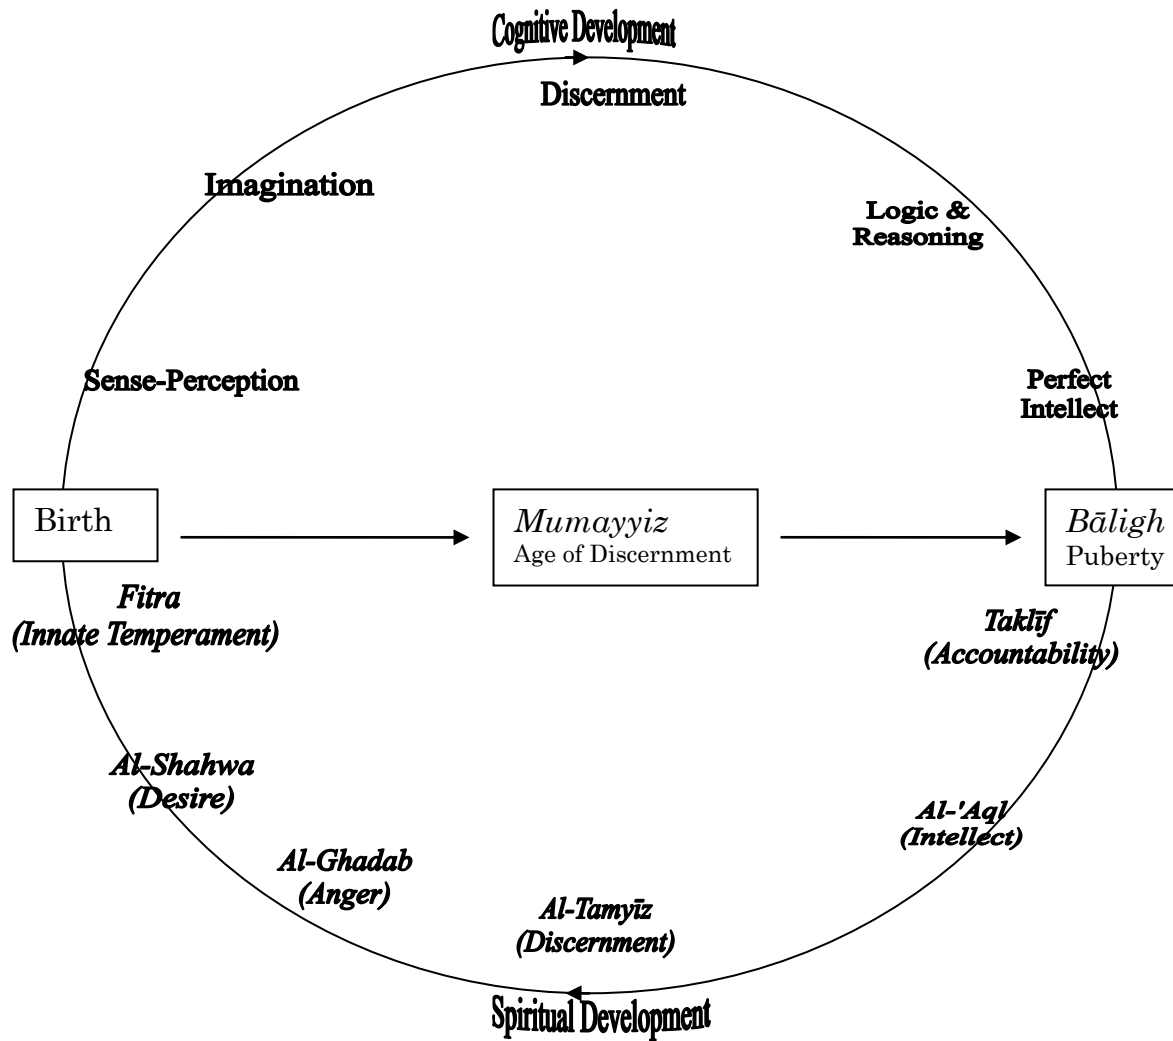 Cognitive Development
Discernment
Imagination
Logic &
Reasoning
Sense-Perception
Perfect
Intellect
Birth
Mumayyiz
Age of Discernment
Bāligh
Puberty
Fitra
(Innate Temperament)
Taklīf
(Accountability)
Al-Shahwa
(Desire)
Al-'Aql
(Intellect)
Al-Ghadab
(Anger)
Al-Tamyīz
(Discernment)
Spiritual Development